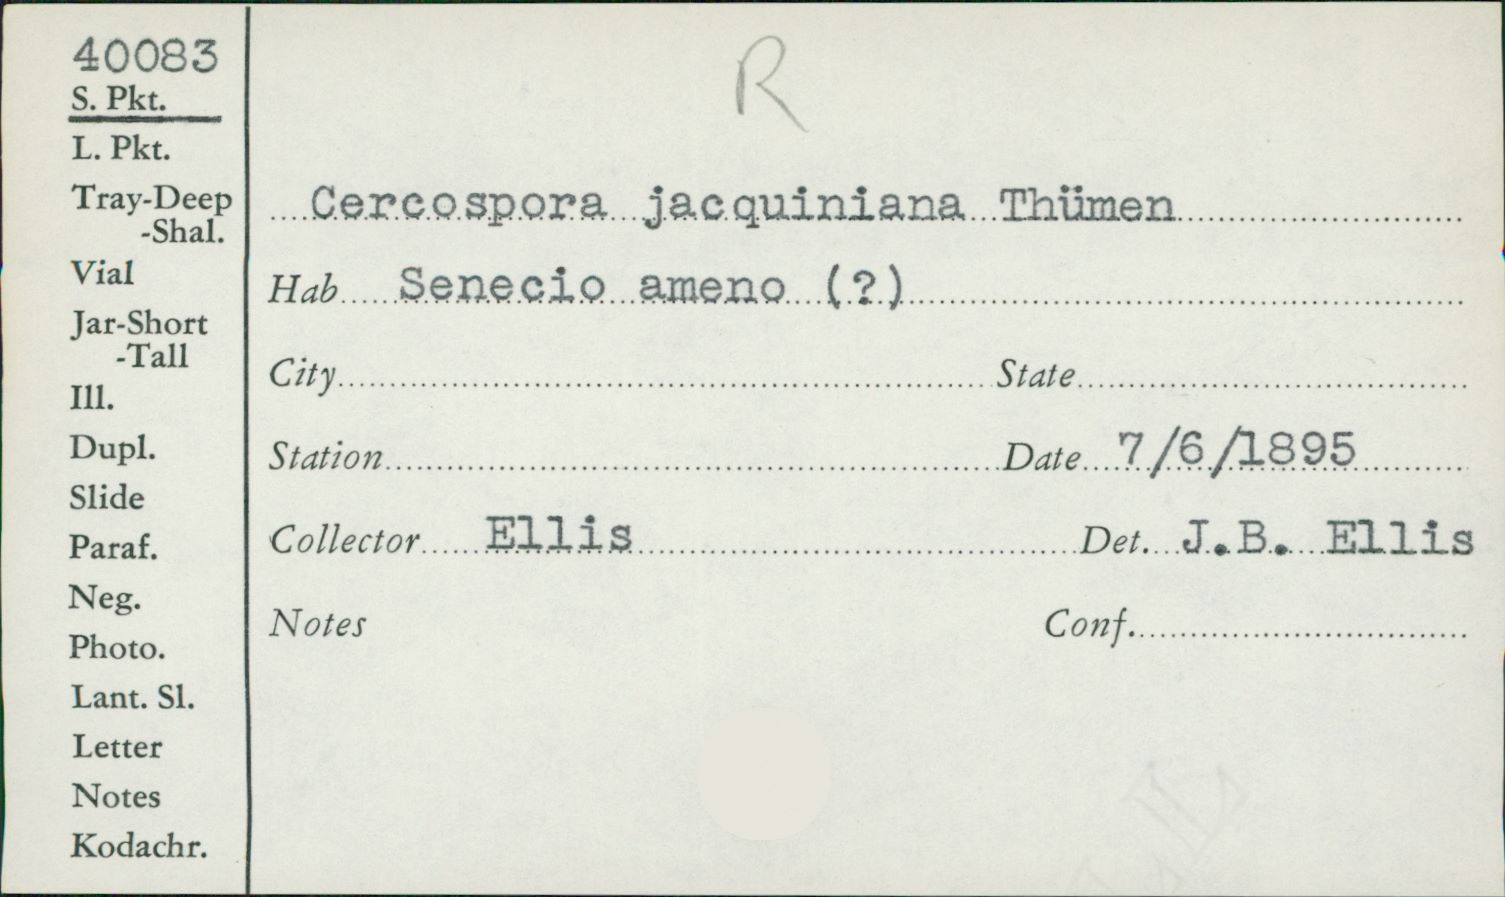 40083
S. Pkt.
L. Pkt.
Tray-Deep
-Shal.
Vial
Jar-Short
-Tall
Ill.
Dupl.
Slide
Paraf.
Neg.
Photo.
Lant. Sl.
Letter
Notes
Kodachr.
R
Cercospora jacquiniana Thümen
Hab Senecio ameno (?)
City State
Station Date 7/6/1895
Collector Ellis Det. J.B. Ellis
Notes Conf.